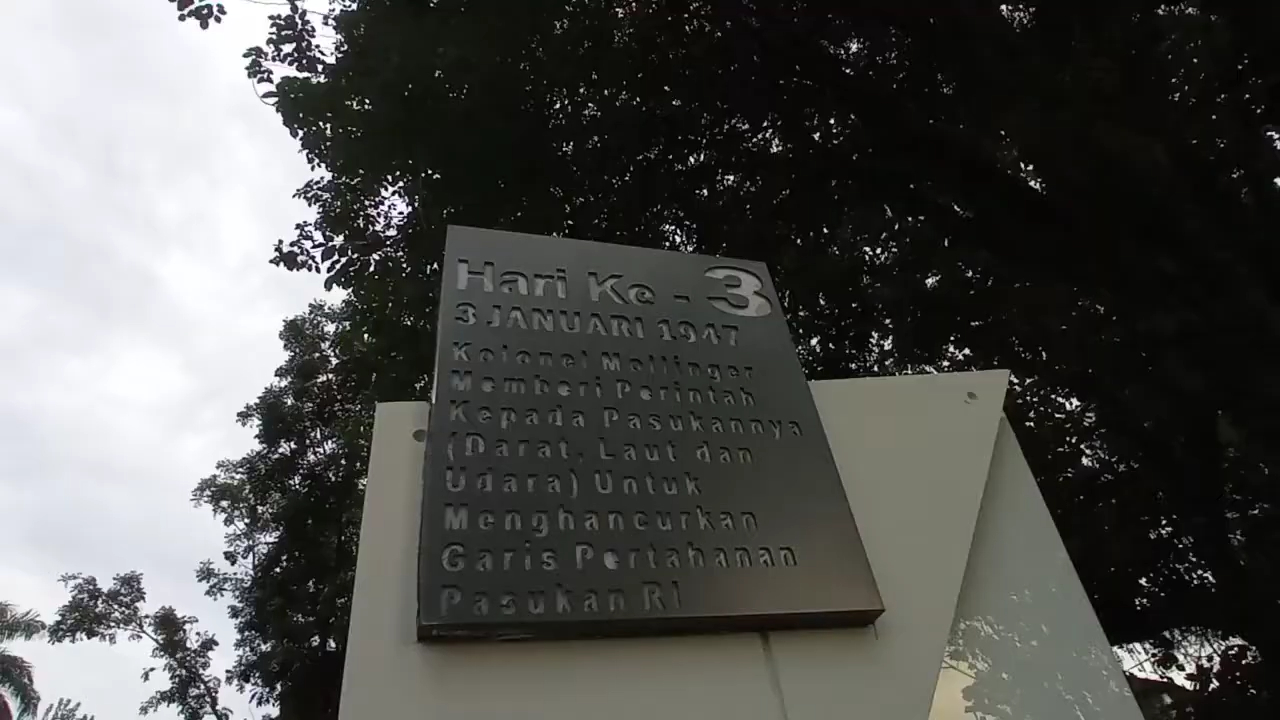 Hari Ke - 3
3 JANUARI 1947
Kolonel Mollinger
Memberi Perintah
Kepada Pasukannya
(Darat, Laut dan
Udara) Untuk
Menghancurkan
Garis Pertahanan
Pasukan RI